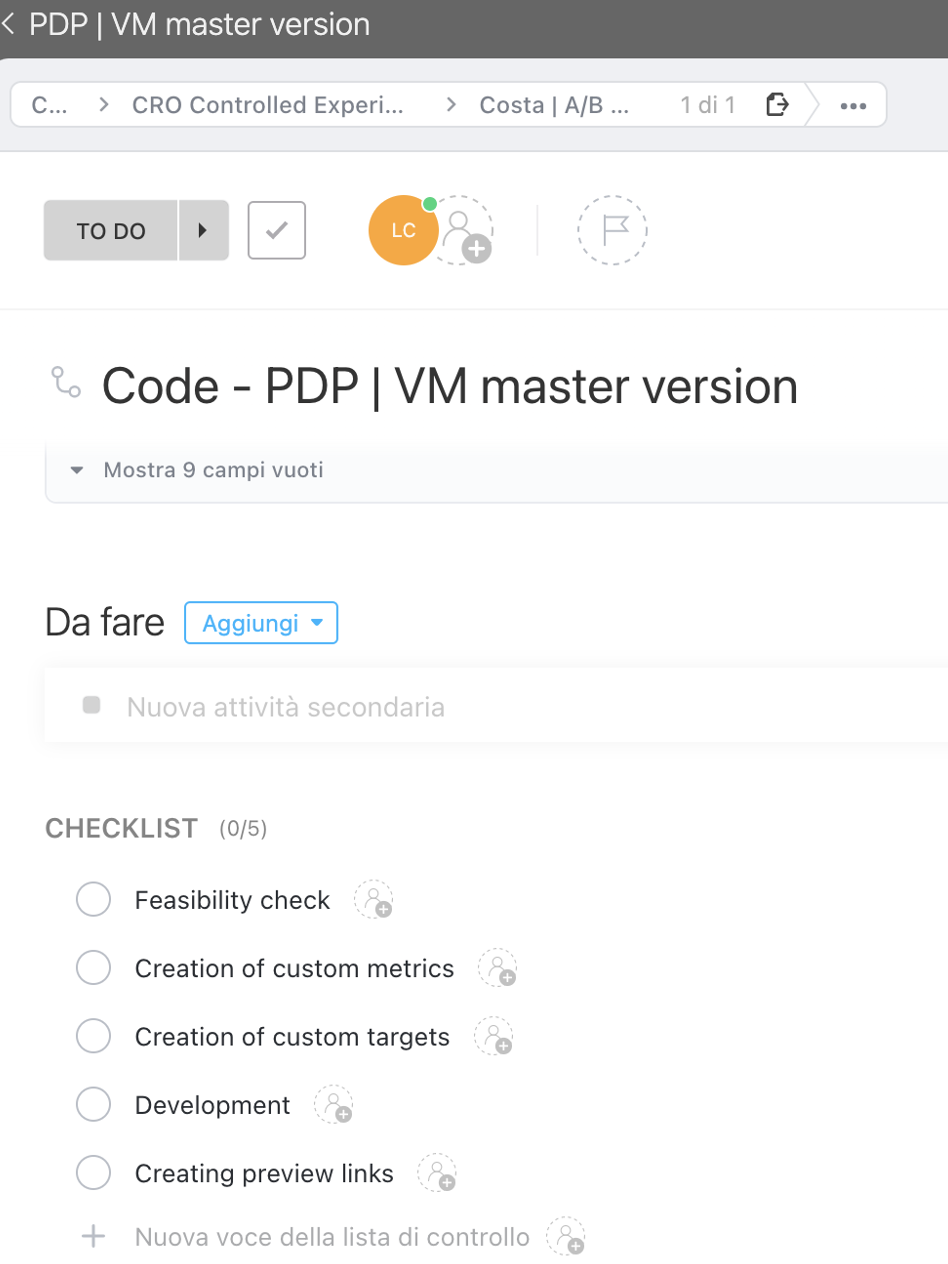 PDP | VM master version
C... > CRO Controlled Experi... > Costa | A/B ... 1 di 1
TO DO
LC
Code - PDP | VM master version
Mostra 9 campi vuoti
Da fare Aggiungi
Nuova attività secondaria
CHECKLIST (0/5)
Feasibility check
Creation of custom metrics
Creation of custom targets
Development
Creating preview links
Nuova voce della lista di controllo